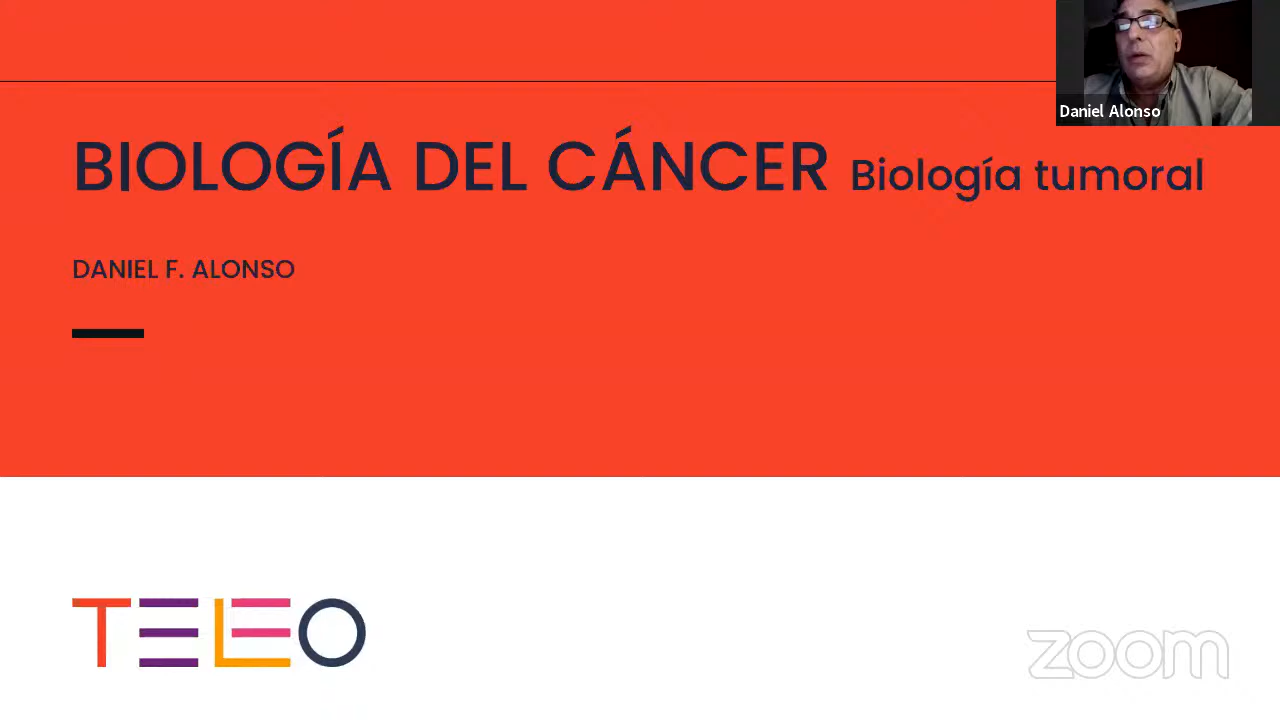 Daniel Alonso
BIOLOGÍA DEL CÁNCER Biología tumoral
DANIEL F. ALONSO
TELEO
zoom